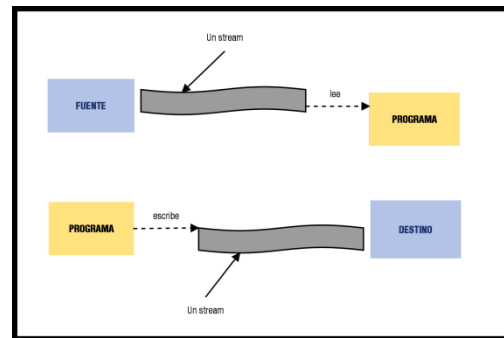 Un stream
FUENTE
lee
PROGRAMA
escribe
PROGRAMA
DESTINO
Un stream